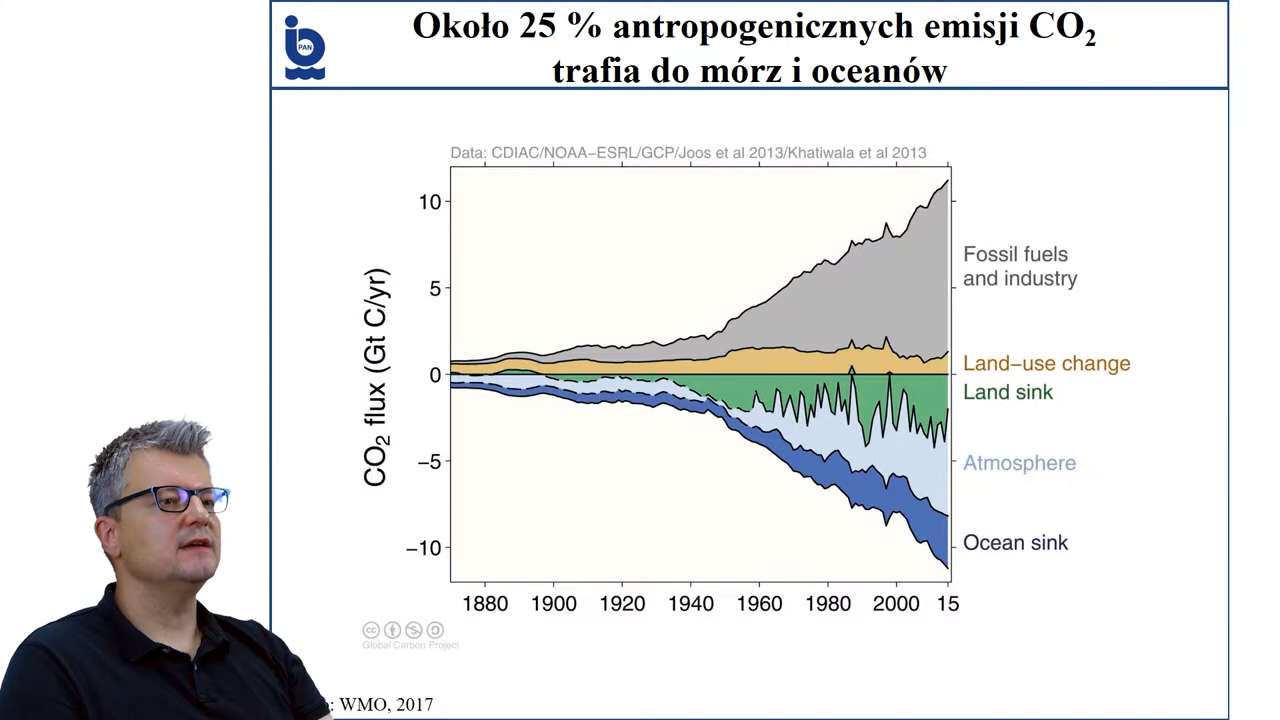 Około 25 % antropogenicznych emisji CO₂
trafia do mórz i oceanów
PAN
Data: CDIAC/NOAA−ESRL/GCP/Joos et al 2013/Khatiwala et al 2013
CO₂ flux (Gt C/yr)
10
5
0
−5
−10
1880 1900 1920 1940 1960 1980 2000 15
Fossil fuels
and industry
Land−use change
Land sink
Atmosphere
Ocean sink
cc
Global Carbon Project
: WMO, 2017